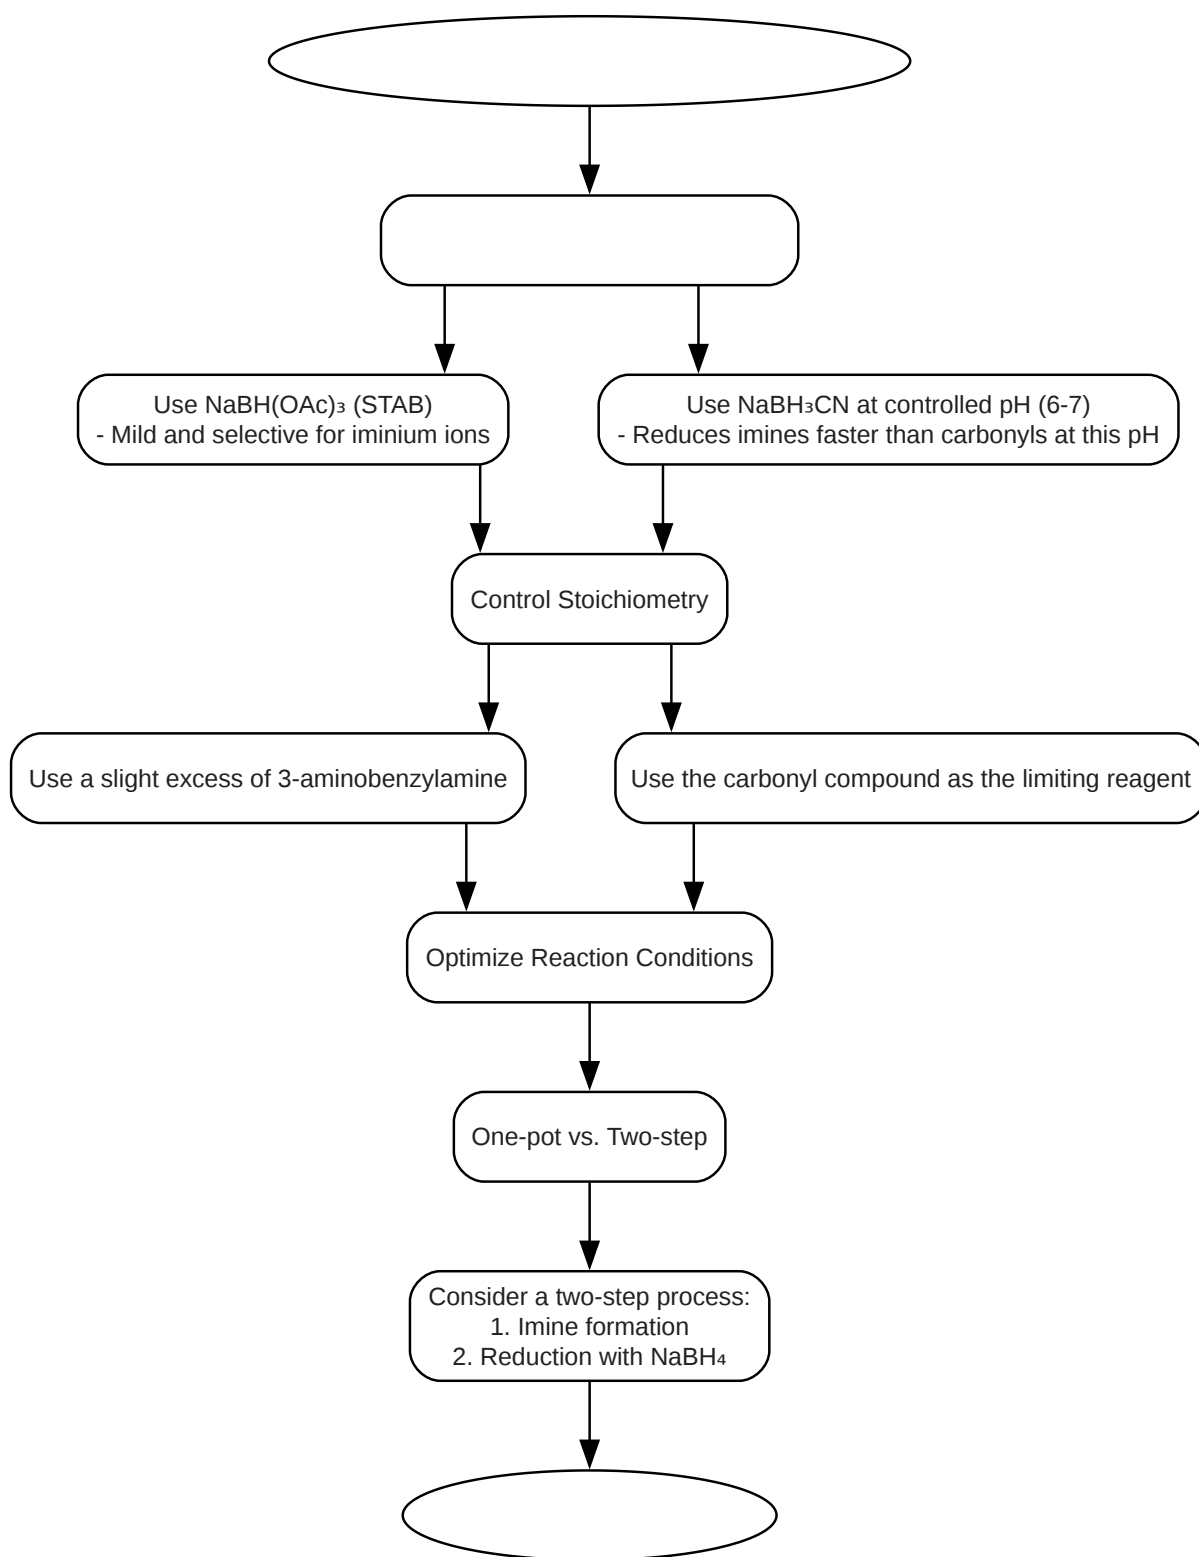 Use NaBH(OAc)₃ (STAB)
- Mild and selective for iminium ions
Use NaBH₃CN at controlled pH (6-7)
- Reduces imines faster than carbonyls at this pH
Control Stoichiometry
Use a slight excess of 3-aminobenzylamine
Use the carbonyl compound as the limiting reagent
Optimize Reaction Conditions
One-pot vs. Two-step
Consider a two-step process:
1. Imine formation
2. Reduction with NaBH₄